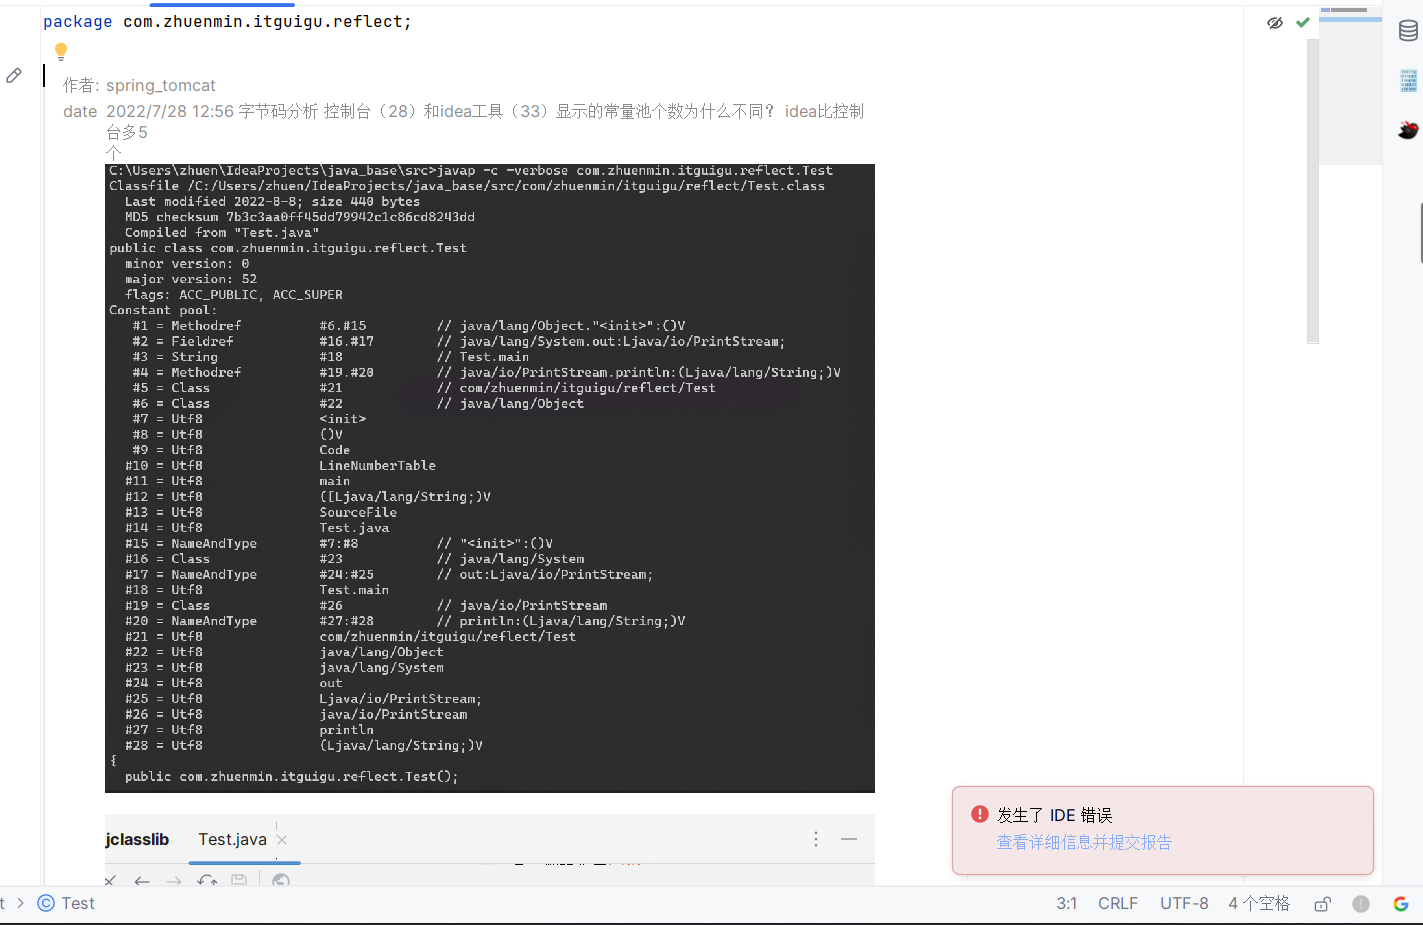 package com.zhuenmin.itguigu.reflect;
作者: spring_tomcat
date 2022/7/28 12:56 字节码分析 控制台（28）和idea工具（33）显示的常量池个数为什么不同？ idea比控制
台多5
个
C:\Users\zhuen\IdeaProjects\java_base\src>javap -c -verbose com.zhuenmin.itguigu.reflect.Test
Classfile /C:/Users/zhuen/IdeaProjects/java_base/src/com/zhuenmin/itguigu/reflect/Test.class
Last modified 2022-8-8; size 440 bytes
MD5 checksum 7b3c3aa0ff45dd79942c1c86cd8243dd
Compiled from "Test.java"
public class com.zhuenmin.itguigu.reflect.Test
minor version: 0
major version: 52
flags: ACC_PUBLIC, ACC_SUPER
Constant pool:
#1 = Methodref #6.#15 // java/lang/Object."<init>":()V
#2 = Fieldref #16.#17 // java/lang/System.out:Ljava/io/PrintStream;
#3 = String #18 // Test.main
#4 = Methodref #19.#20 // java/io/PrintStream.println:(Ljava/lang/String;)V
#5 = Class #21 // com/zhuenmin/itguigu/reflect/Test
#6 = Class #22 // java/lang/Object
#7 = Utf8 <init>
#8 = Utf8 ()V
#9 = Utf8 Code
#10 = Utf8 LineNumberTable
#11 = Utf8 main
#12 = Utf8 ([Ljava/lang/String;)V
#13 = Utf8 SourceFile
#14 = Utf8 Test.java
#15 = NameAndType #7:#8 // "<init>":()V
#16 = Class #23 // java/lang/System
#17 = NameAndType #24:#25 // out:Ljava/io/PrintStream;
#18 = Utf8 Test.main
#19 = Class #26 // java/io/PrintStream
#20 = NameAndType #27:#28 // println:(Ljava/lang/String;)V
#21 = Utf8 com/zhuenmin/itguigu/reflect/Test
#22 = Utf8 java/lang/Object
#23 = Utf8 java/lang/System
#24 = Utf8 out
#25 = Utf8 Ljava/io/PrintStream;
#26 = Utf8 java/io/PrintStream
#27 = Utf8 println
#28 = Utf8 (Ljava/lang/String;)V
{
public com.zhuenmin.itguigu.reflect.Test();
jclasslib Test.java
发生了 IDE 错误
查看详细信息并提交报告
t > Test 3:1 CRLF UTF-8 4 个空格